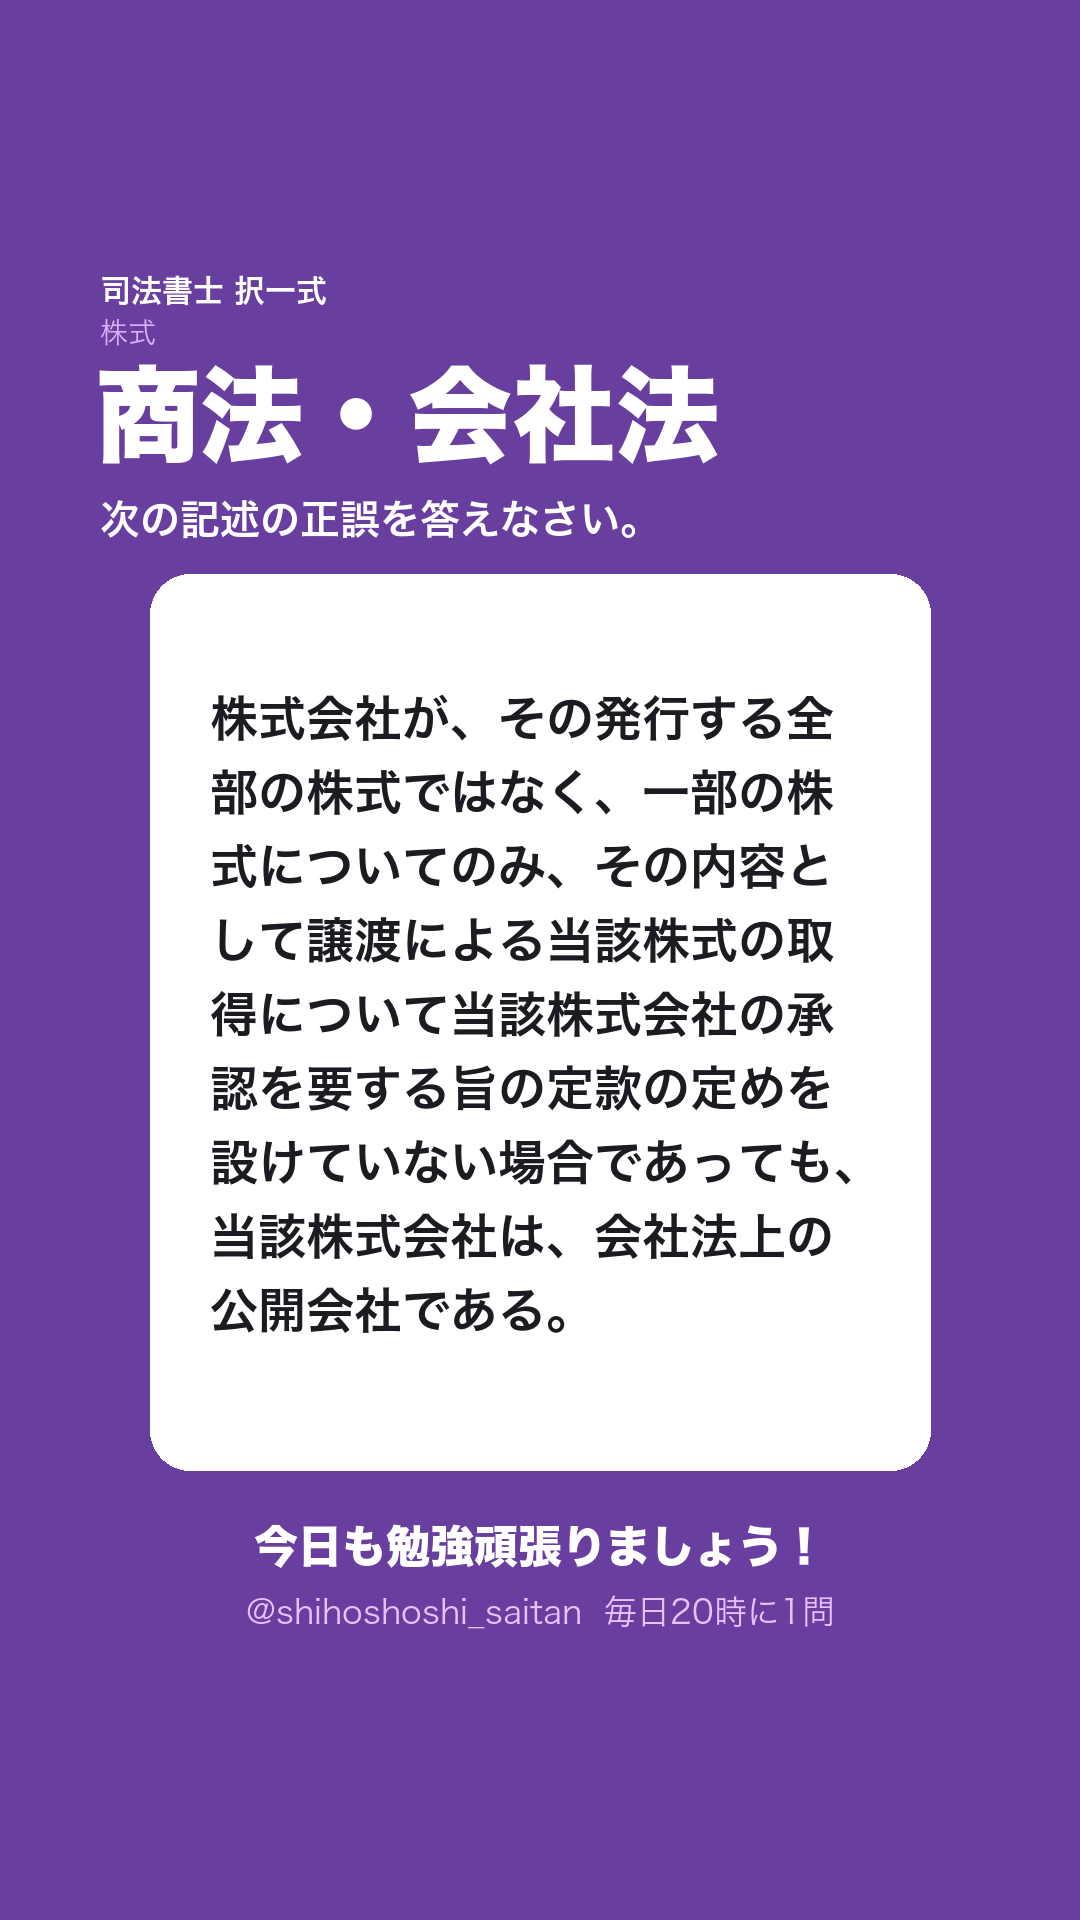 司法書士 択一式
株式
商法・会社法
次の記述の正誤を答えなさい。
株式会社が、その発行する全
部の株式ではなく、一部の株
式についてのみ、その内容と
して譲渡による当該株式の取
得について当該株式会社の承
認を要する旨の定款の定めを
設けていない場合であっても、
当該株式会社は、会社法上の
公開会社である。
今日も勉強頑張りましょう！
@shihoshoshi_saitan 毎日20時に1問